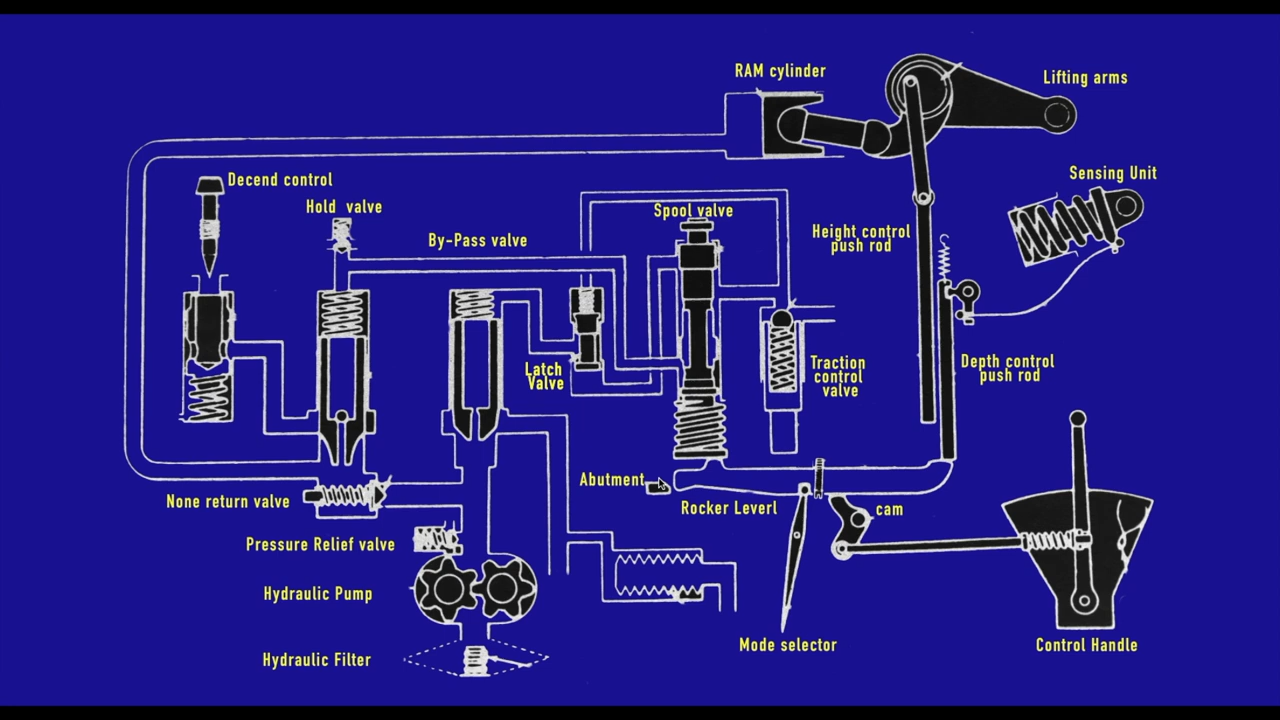 RAM cylinder
Lifting arms
Decend control
Sensing Unit
Hold valve
Spool valve
By-Pass valve
Height control
push rod
Latch
Valve
Traction
control
valve
Depth control
push rod
Abutment
None return valve
Rocker Leverl
cam
Pressure Relief valve
Hydraulic Pump
Mode selector
Control Handle
Hydraulic Filter